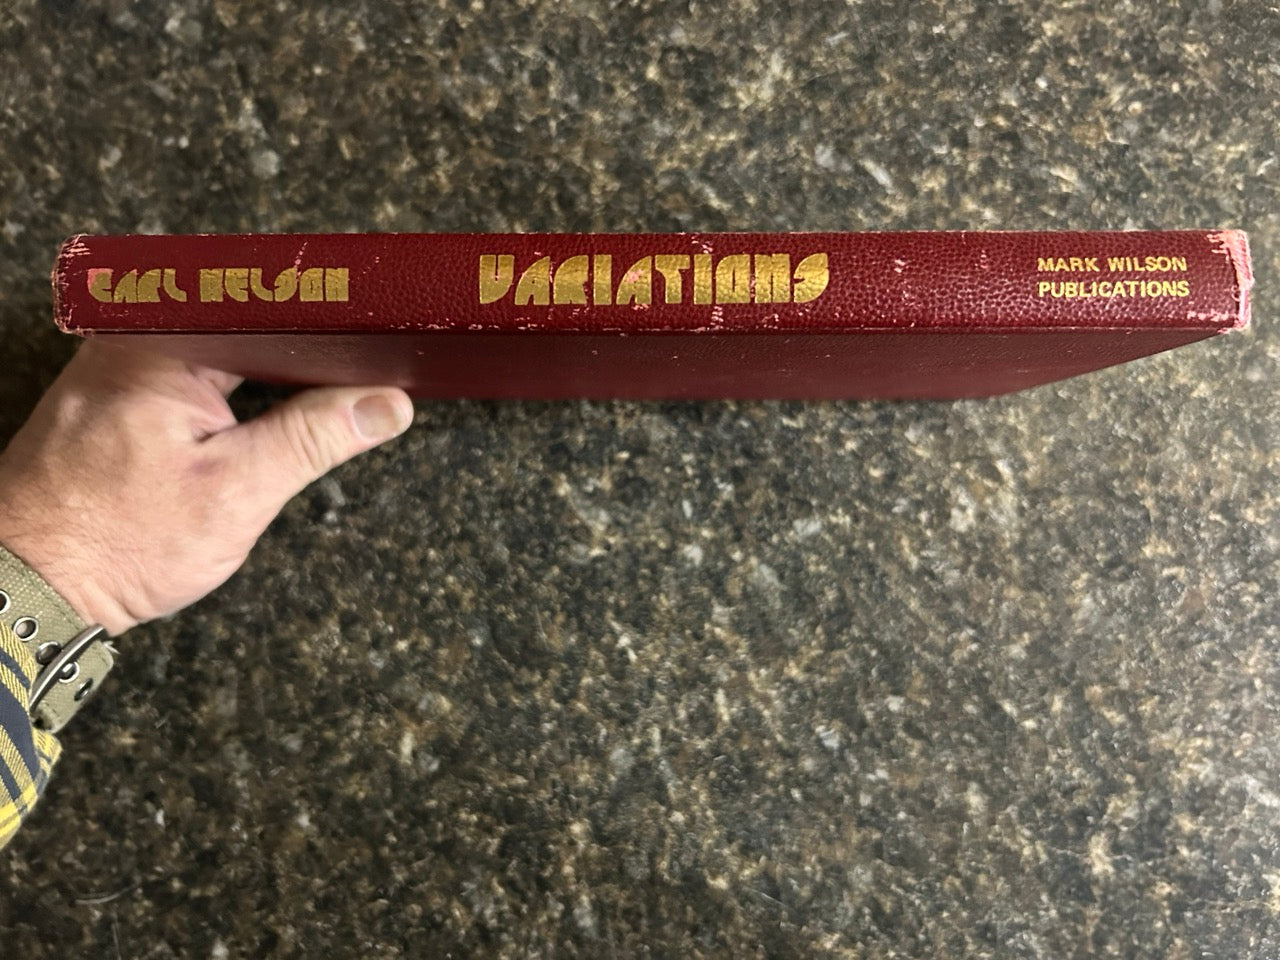 EARL NELSON
VARIATIONS
MARK WILSON
PUBLICATIONS